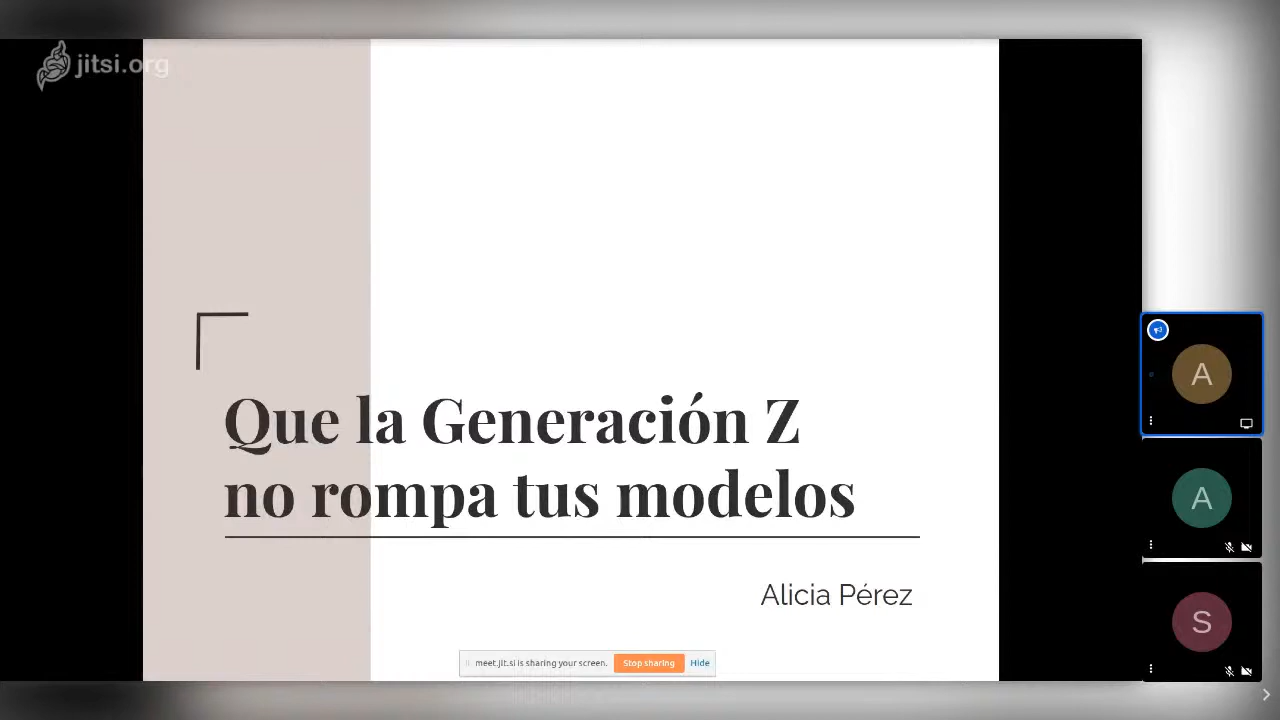 jitsi.org
Que la Generación Z
no rompa tus modelos
Alicia Pérez
meet.jit.si is sharing your screen. Stop sharing Hide
A
A
S